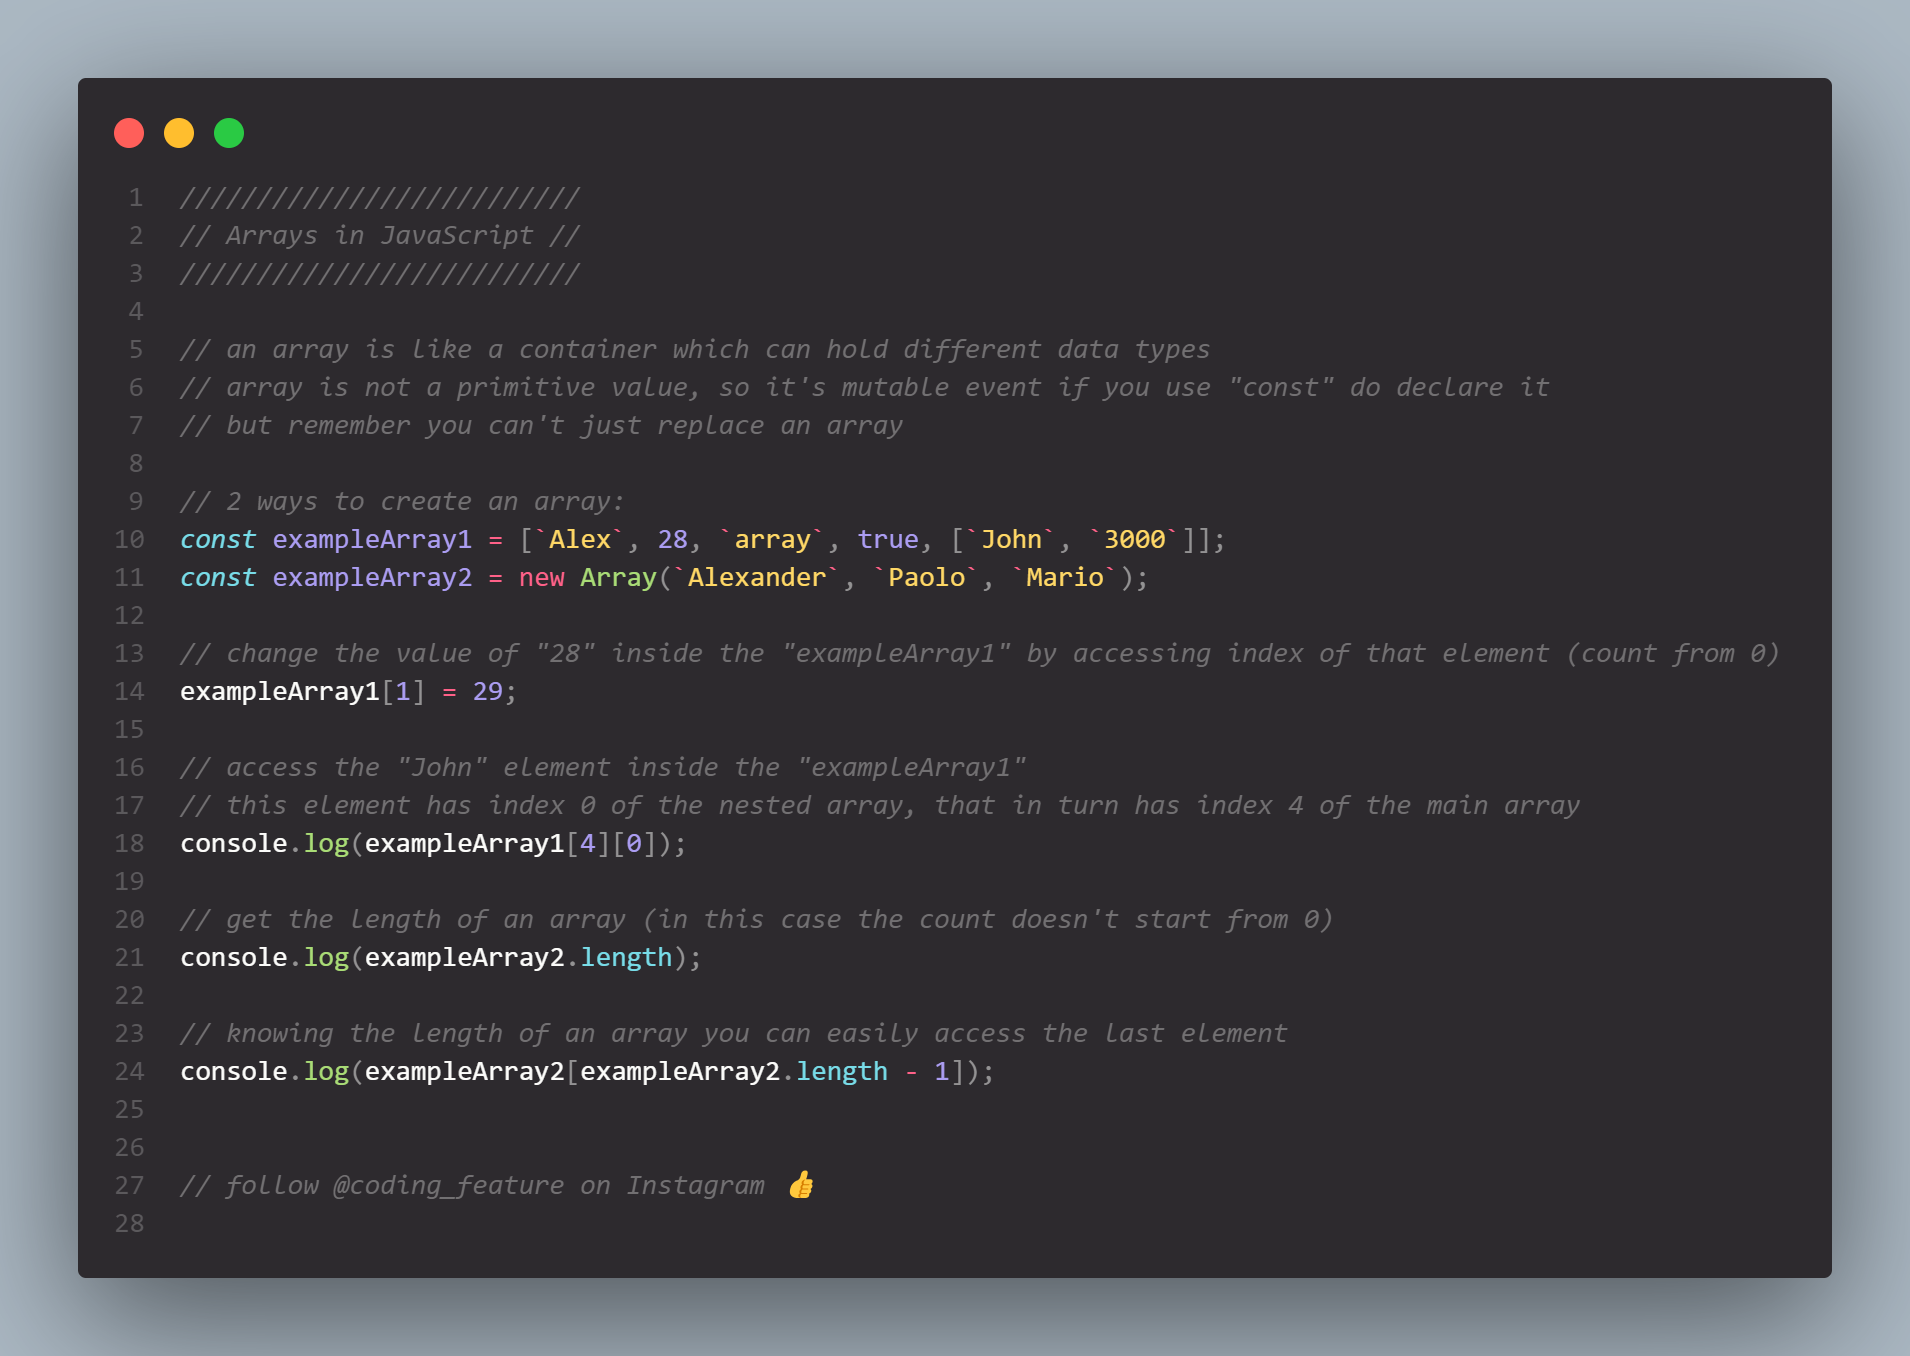 1 //////////////////////////
2 // Arrays in JavaScript //
3 //////////////////////////
4
5 // an array is like a container which can hold different data types
6 // array is not a primitive value, so it's mutable event if you use "const" do declare it
7 // but remember you can't just replace an array
8
9 // 2 ways to create an array:
10 const exampleArray1 = [`Alex`, 28, `array`, true, [`John`, `3000`]];
11 const exampleArray2 = new Array(`Alexander`, `Paolo`, `Mario`);
12
13 // change the value of "28" inside the "exampleArray1" by accessing index of that element (count from 0)
14 exampleArray1[1] = 29;
15
16 // access the "John" element inside the "exampleArray1"
17 // this element has index 0 of the nested array, that in turn has index 4 of the main array
18 console.log(exampleArray1[4][0]);
19
20 // get the length of an array (in this case the count doesn't start from 0)
21 console.log(exampleArray2.length);
22
23 // knowing the length of an array you can easily access the last element
24 console.log(exampleArray2[exampleArray2.length - 1]);
25
26
27 // follow @coding_feature on Instagram 👍
28